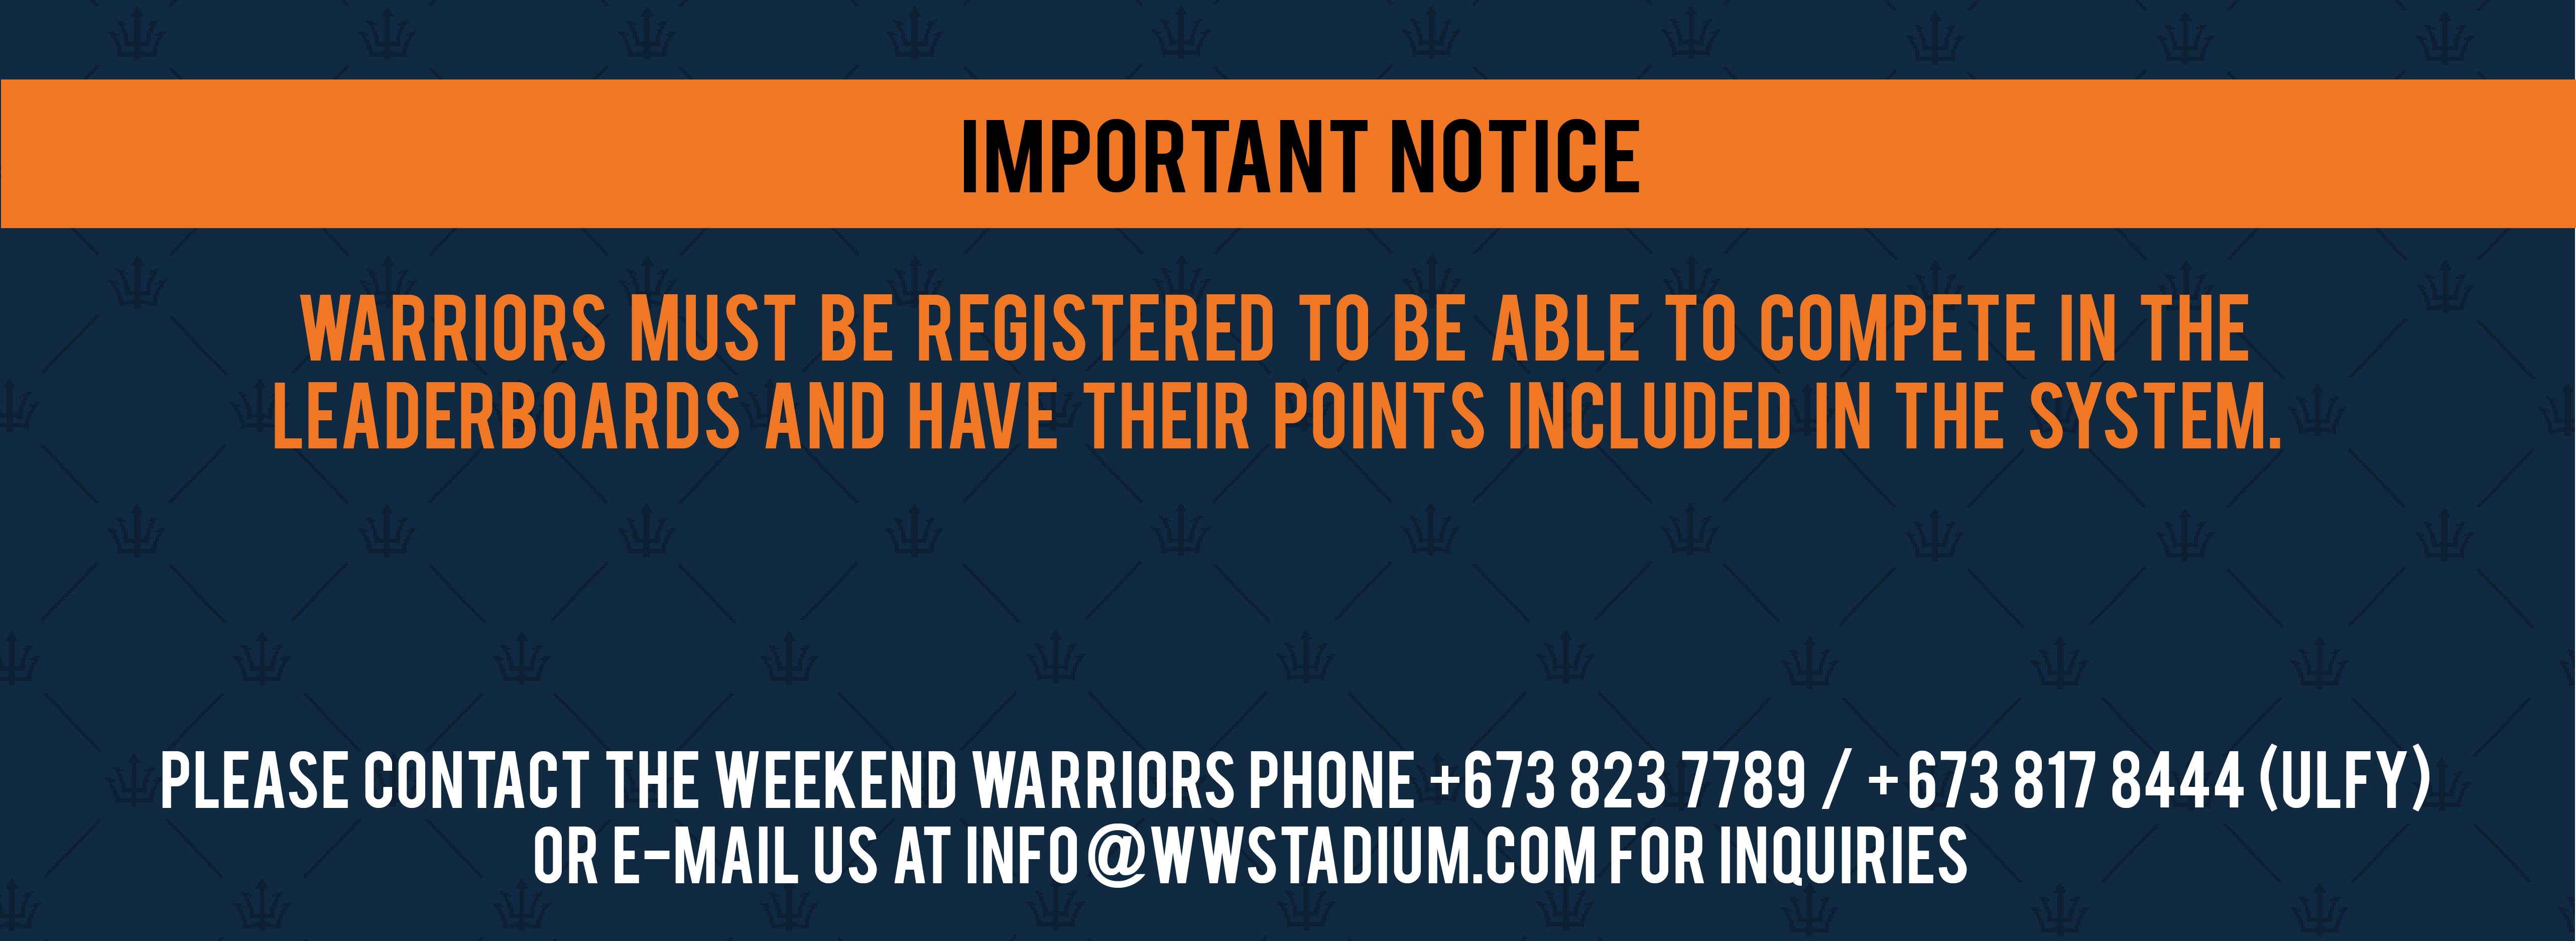 IMPORTANT NOTICE
WARRIORS MUST BE REGISTERED TO BE ABLE TO COMPETE IN THE
LEADERBOARDS AND HAVE THEIR POINTS INCLUDED IN THE SYSTEM.
PLEASE CONTACT THE WEEKEND WARRIORS PHONE +673 823 7789 / +673 817 8444 (ULFY)
OR E-MAIL US AT INFO@WWSTADIUM.COM FOR INQUIRIES